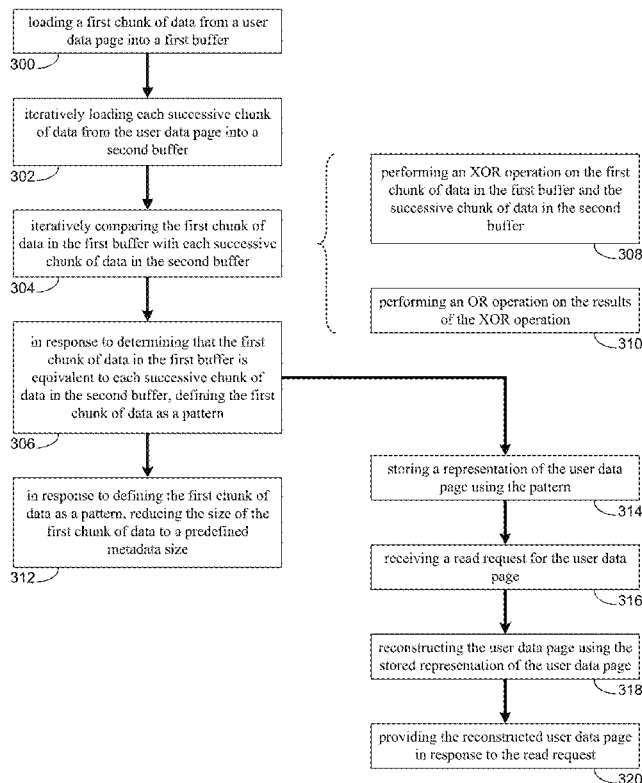 loading a first chunk of data from a user
data page into a first buffer
300
iteratively loading each successive chunk
of data from the user data page into a
second buffer
302
iteratively comparing the first chunk of
data in the first buffer with each successive
chunk of data in the second buffer
304
performing an XOR operation on the first
chunk of data in the first buffer and the
successive chunk of data in the second
buffer
308
performing an OR operation on the results
of the XOR operation
310
in response to determining that the first
chunk of data in the first buffer is
equivalent to each successive chunk of
data in the second buffer, defining the first
chunk of data as a pattern
306
in response to defining the first chunk of
data as a pattern, reducing the size of the
first chunk of data to a predefined
metadata size
312
storing a representation of the user data
page using the pattern
314
receiving a read request for the user data
page
316
reconstructing the user data page using the
stored representation of the user data page
318
providing the reconstructed user data page
in response to the read request
320